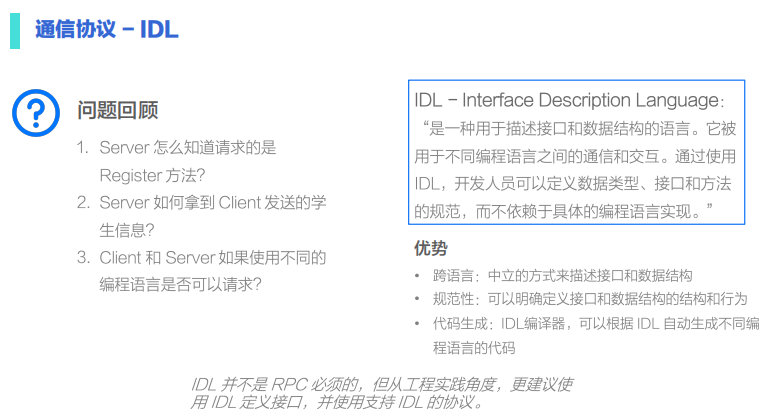 通信协议 – IDL
问题回顾
1. Server 怎么知道请求的是
Register 方法?
2. Server 如何拿到 Client 发送的学
生信息?
3. Client 和 Server 如果使用不同的
编程语言是否可以请求?
IDL – Interface Description Language:
“是一种用于描述接口和数据结构的语言。它被
用于不同编程语言之间的通信和交互。通过使用
IDL，开发人员可以定义数据类型、接口和方法
的规范，而不依赖于具体的编程语言实现。”
优势
• 跨语言：中立的方式来描述接口和数据结构
• 规范性：可以明确定义接口和数据结构的结构和行为
• 代码生成：IDL编译器，可以根据 IDL 自动生成不同编
程语言的代码
IDL 并不是 RPC 必须的，但从工程实践角度，更建议使
用 IDL 定义接口，并使用支持 IDL 的协议。